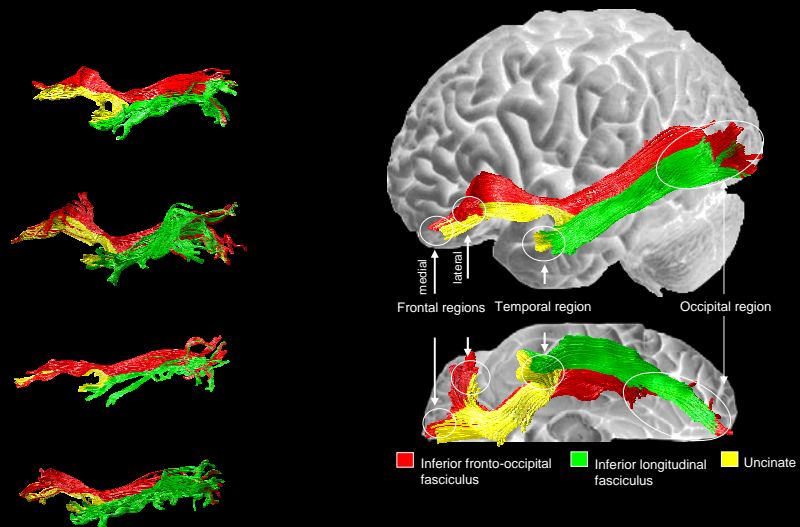 medial
lateral
Frontal regions
Temporal region
Occipital region
Inferior fronto-occipital
fasciculus
Inferior longitudinal
fasciculus
Uncinate